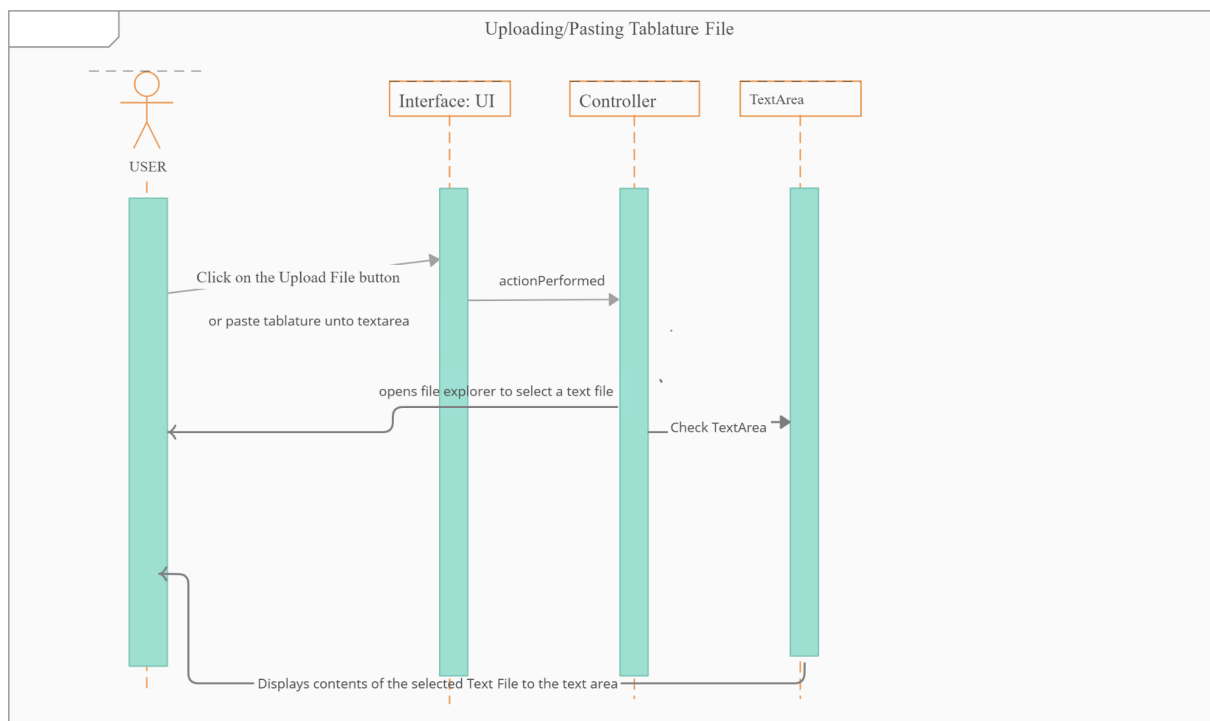 Uploading/Pasting Tablature File
Interface: UI
Controller
TextArea
USER
Click on the Upload File button
actionPerformed
or paste tablature unto textarea
opens file explorer to select a text file
Check TextArea
Displays contents of the selected Text File to the text area